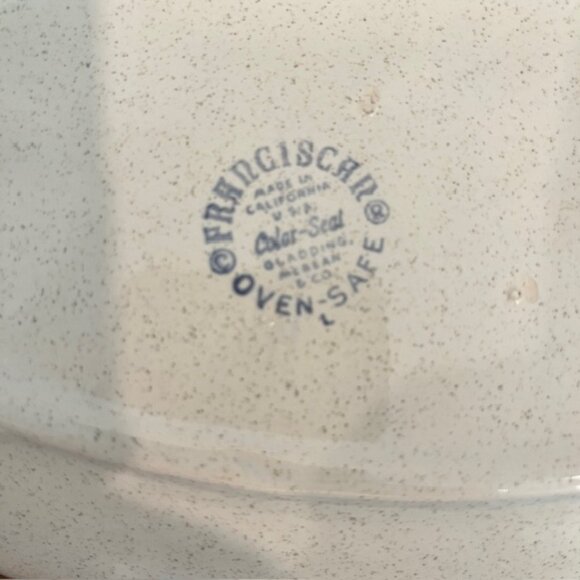 © FRANCISCAN ®
MADE IN
CALIFORNIA
U.S.A.
Color-Seal
GLADDING,
McBEAN
& CO.
OVEN-SAFE